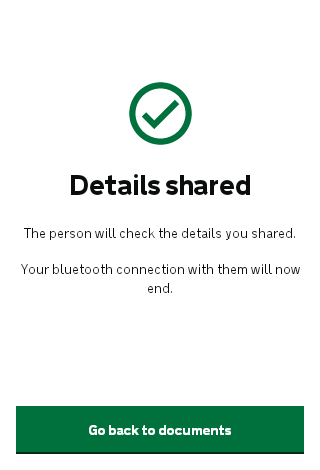 Details shared
The person will check the details you shared.
Your bluetooth connection with them will now
end.
Go back to documents